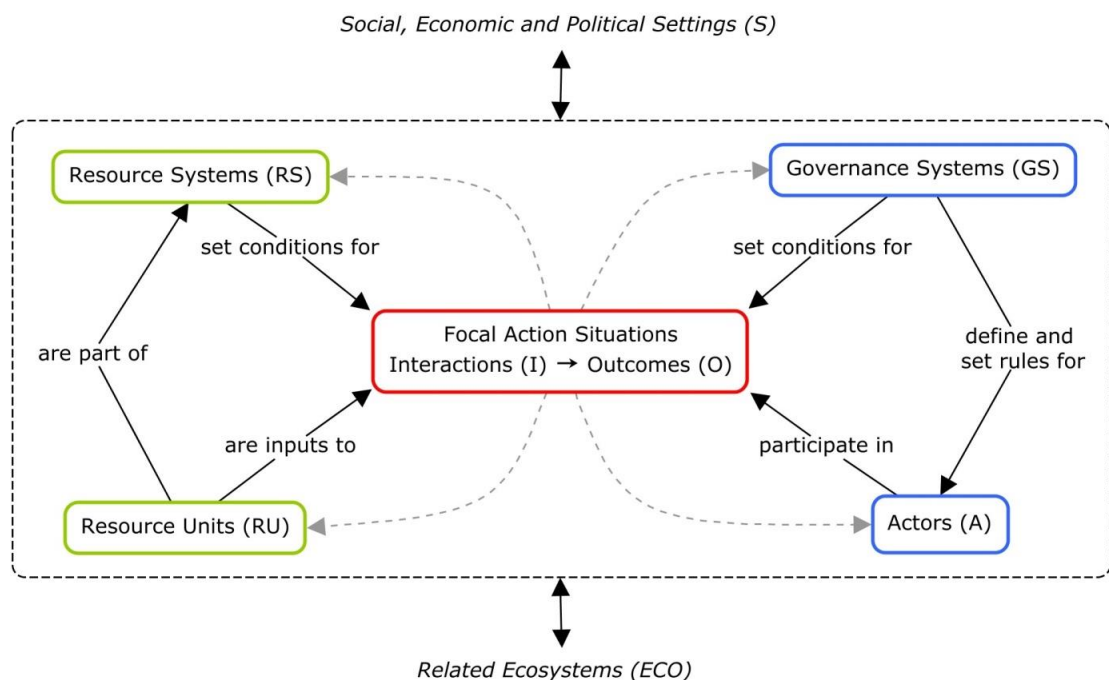 Social, Economic and Political Settings (S)
Resource Systems (RS)
Governance Systems (GS)
set conditions for
set conditions for
Focal Action Situations
Interactions (I) → Outcomes (O)
are part of
define and
set rules for
are inputs to
participate in
Resource Units (RU)
Actors (A)
Related Ecosystems (ECO)